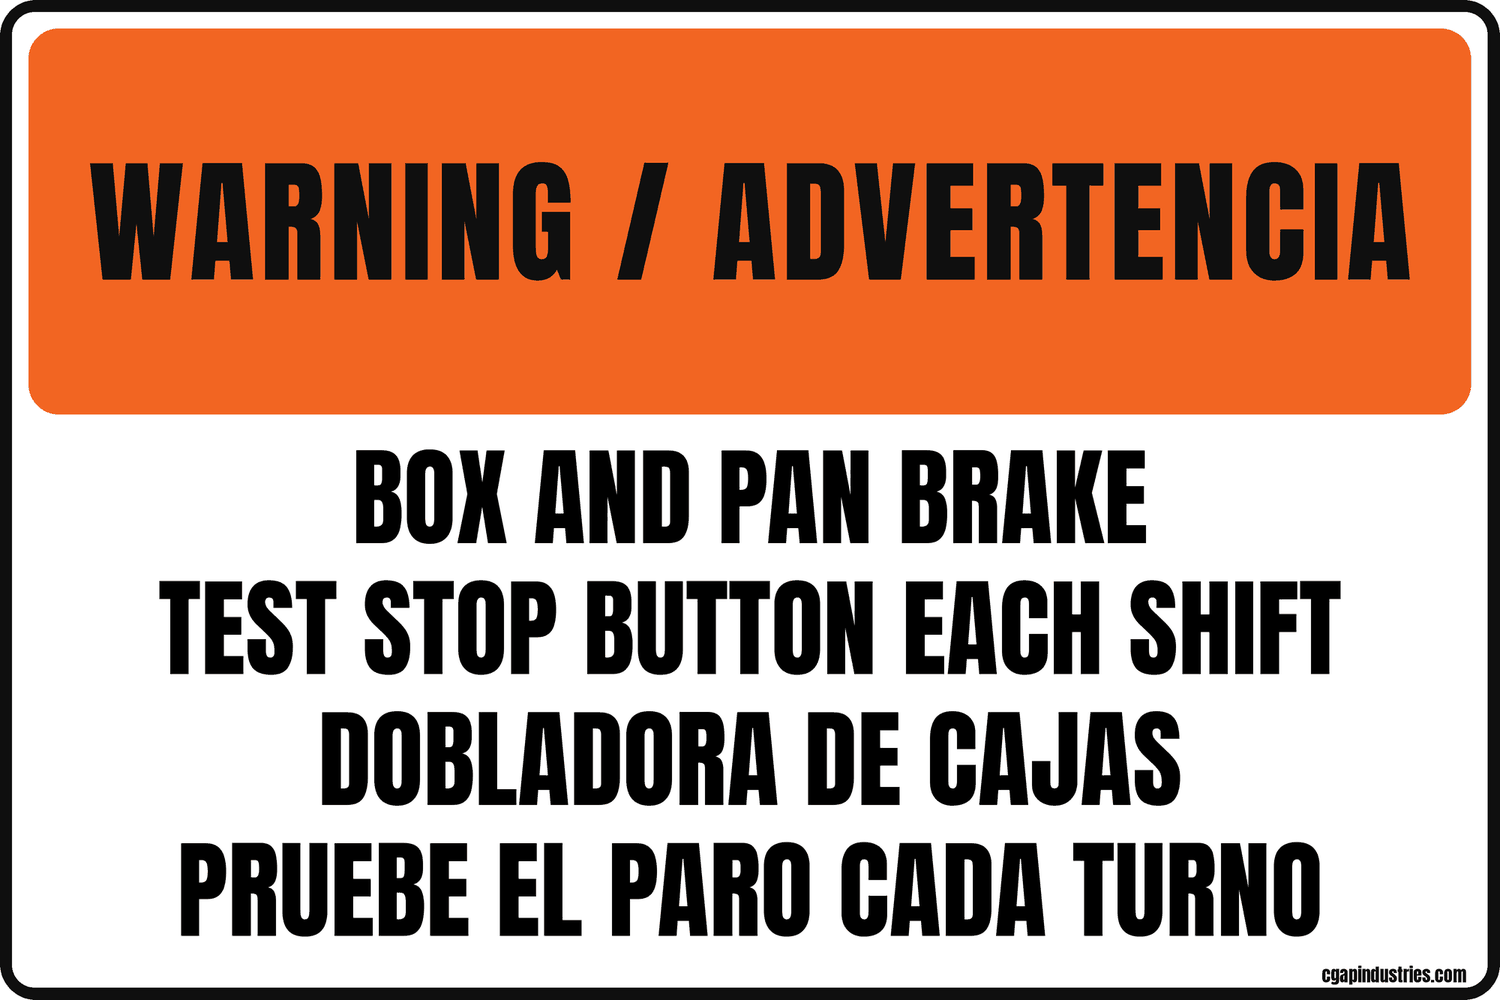 WARNING / ADVERTENCIA
BOX AND PAN BRAKE
TEST STOP BUTTON EACH SHIFT
DOBLADORA DE CAJAS
PRUEBE EL PARO CADA TURNO
cgapindustries.com